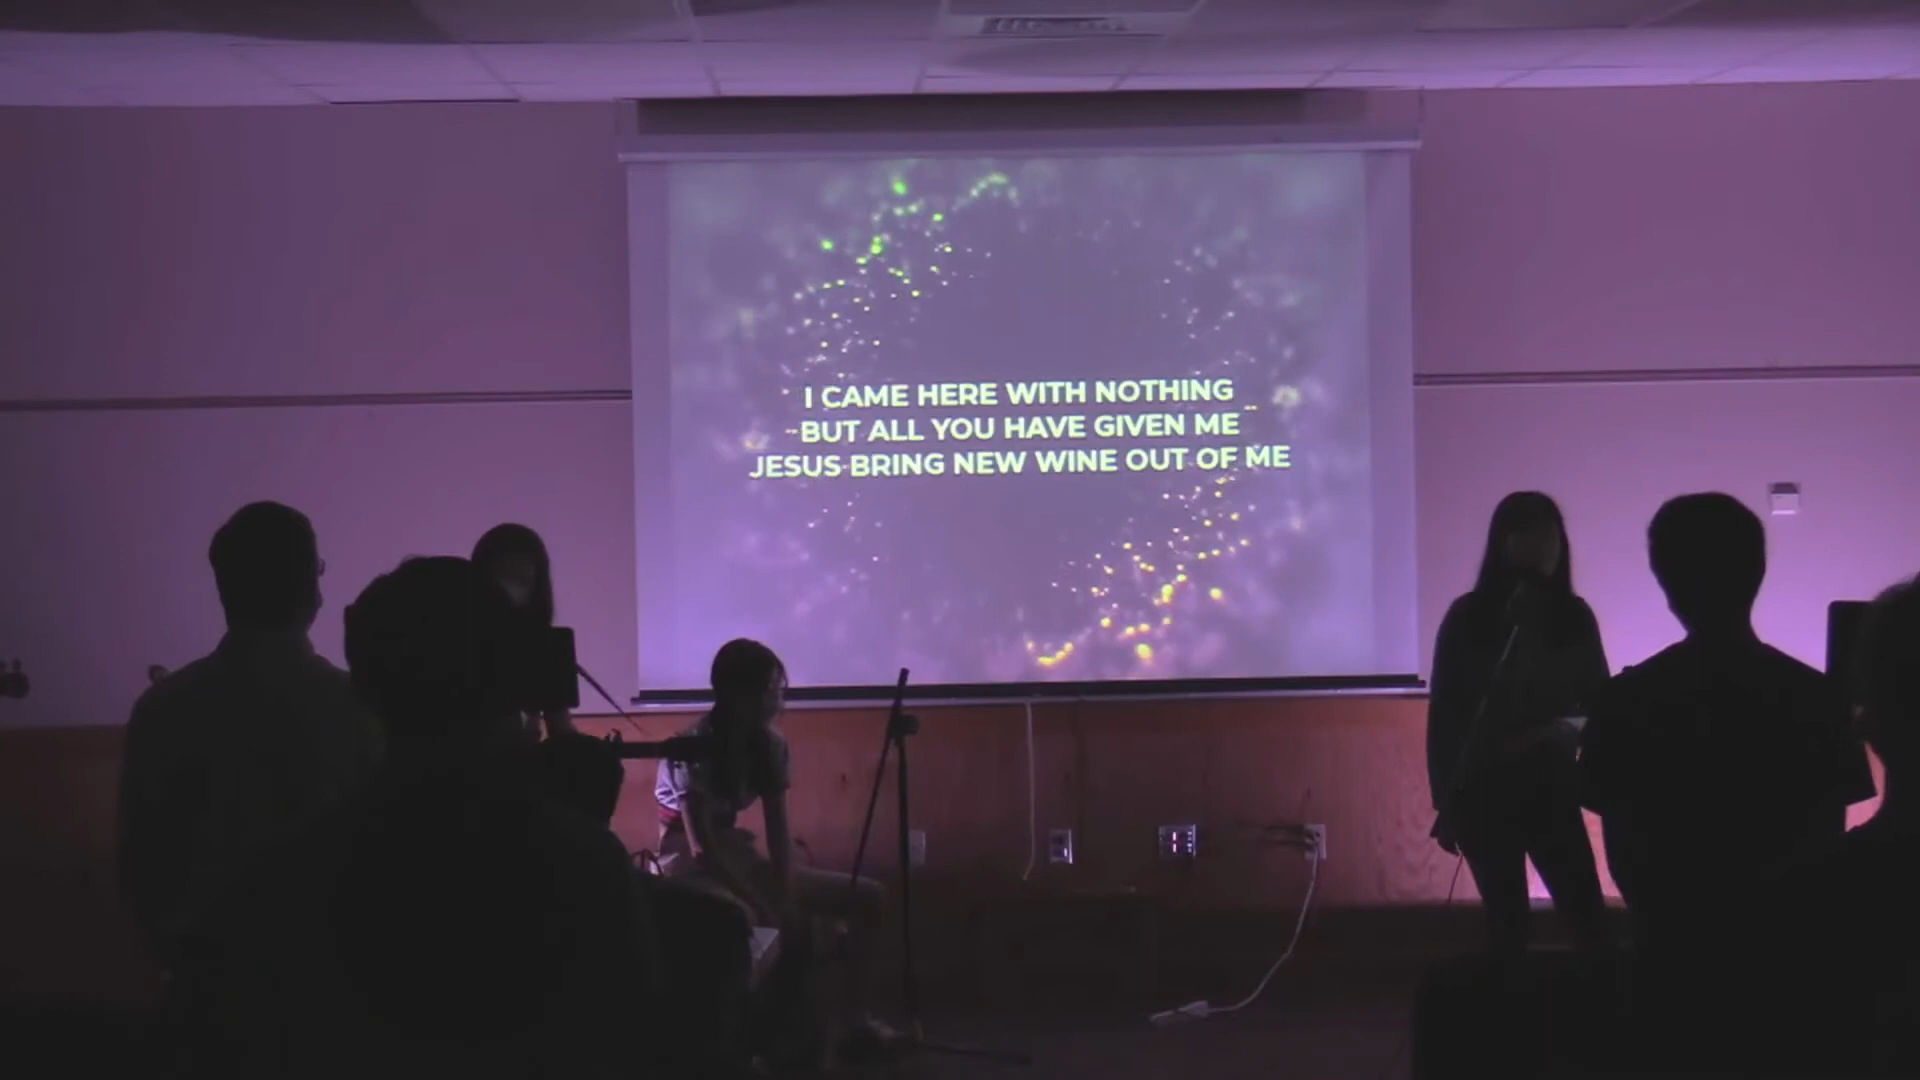 I CAME HERE WITH NOTHING
BUT ALL YOU HAVE GIVEN ME
JESUS BRING NEW WINE OUT OF ME